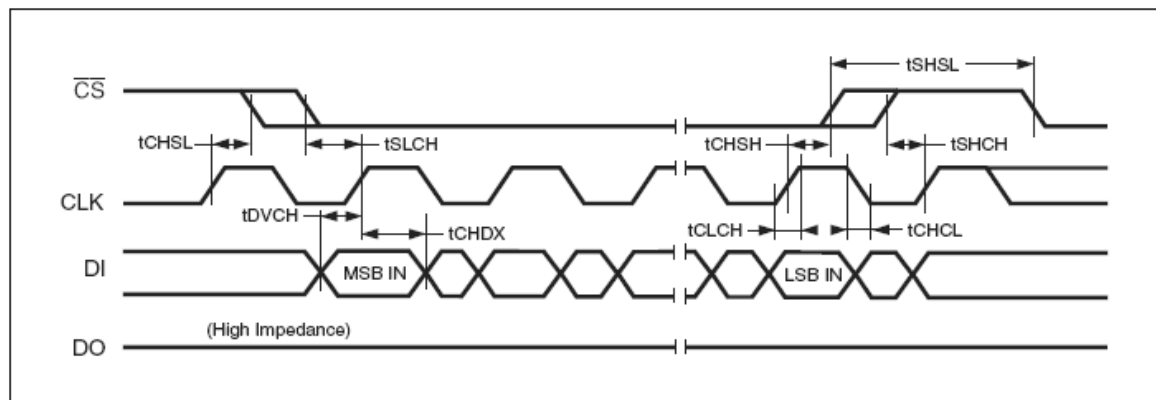 tSHSL
CS
tCHSL
tSLCH
tCHSH
tSHCH
CLK
tDVCH
tCHDX
tCLCH
tCHCL
DI
MSB IN
LSB IN
(High Impedance)
DO